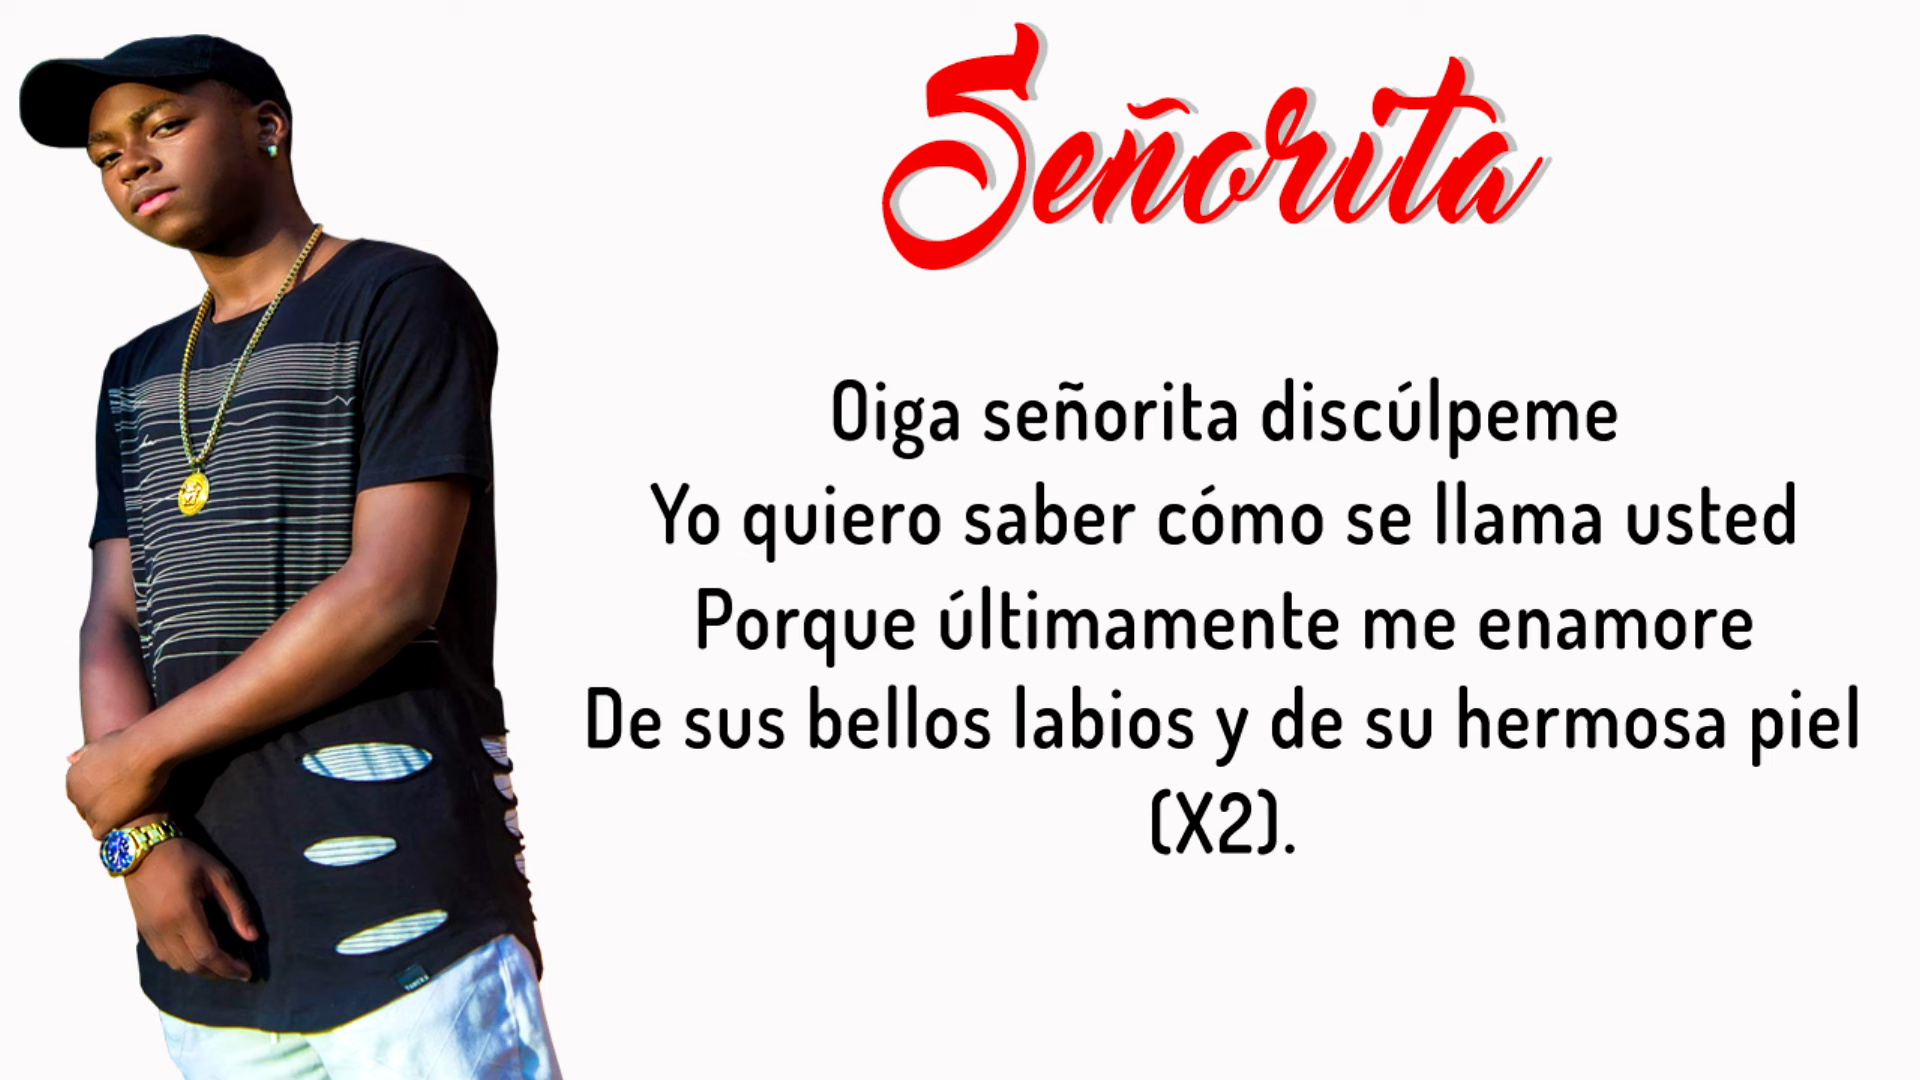 Señorita
Oiga señorita discúlpeme
Yo quiero saber cómo se llama usted
Porque últimamente me enamore
De sus bellos labios y de su hermosa piel
(X2).